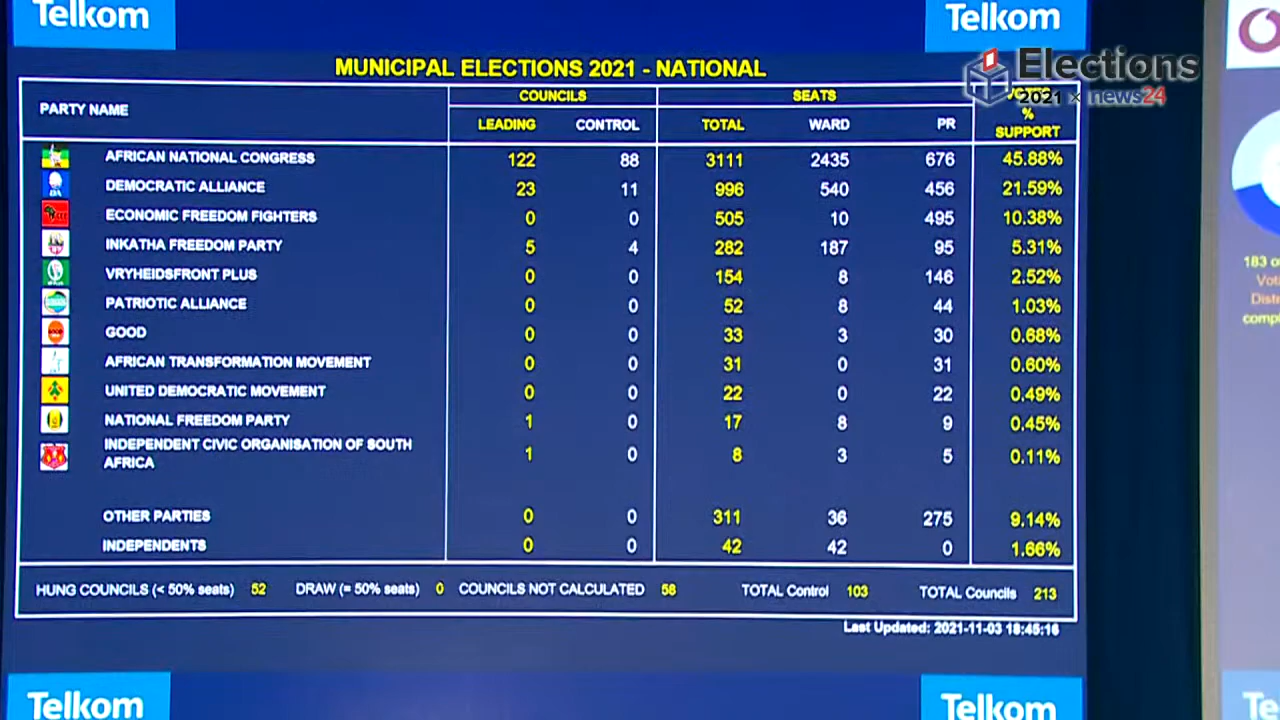 Telkom Telkom
MUNICIPAL ELECTIONS 2021 - NATIONAL
Elections
2021 × news24
PARTY NAME COUNCILS SEATS
LEADING CONTROL TOTAL WARD PR % SUPPORT
AFRICAN NATIONAL CONGRESS 122 88 3111 2435 676 45.88%
DEMOCRATIC ALLIANCE 23 11 996 540 456 21.59%
ECONOMIC FREEDOM FIGHTERS 0 0 505 10 495 10.38%
INKATHA FREEDOM PARTY 5 4 282 187 95 5.31%
VRYHEIDSFRONT PLUS 0 0 154 8 146 2.52%
PATRIOTIC ALLIANCE 0 0 52 8 44 1.03%
GOOD 0 0 33 3 30 0.68%
AFRICAN TRANSFORMATION MOVEMENT 0 0 31 0 31 0.60%
UNITED DEMOCRATIC MOVEMENT 0 0 22 0 22 0.49%
NATIONAL FREEDOM PARTY 1 0 17 8 9 0.45%
INDEPENDENT CIVIC ORGANISATION OF SOUTH
AFRICA 1 0 8 3 5 0.11%
OTHER PARTIES 0 0 311 36 275 9.14%
INDEPENDENTS 0 0 42 42 0 1.66%
HUNG COUNCILS (< 50% seats) 52 DRAW (= 50% seats) 0 COUNCILS NOT CALCULATED 58 TOTAL Control 103 TOTAL Councils 213
Last Updated: 2021-11-03 18:45:16
Telkom Telkom
183